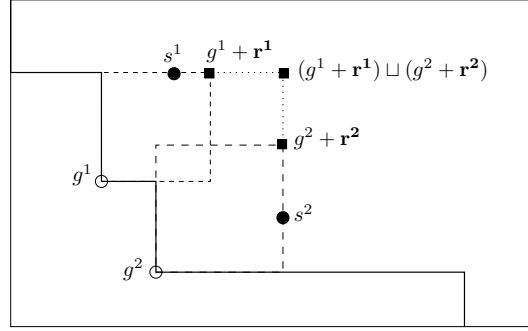 s¹
g¹ + r¹
(g¹ + r¹) ⊔ (g² + r²)
g² + r²
g¹
s²
g²